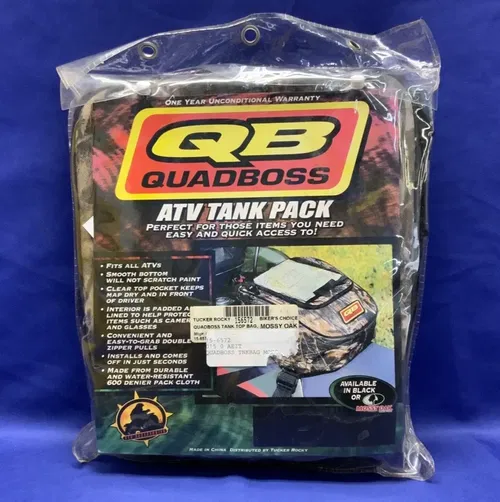 ONE YEAR UNCONDITIONAL WARRANTY
QB
QUADBOSS
ATV TANK PACK
PERFECT FOR THOSE ITEMS YOU NEED
EASY AND QUICK ACCESS TO!
• FITS ALL ATVS
• SMOOTH BOTTOM
WILL NOT SCRATCH PAINT
• CLEAR TOP POCKET KEEPS
MAP DRY AND IN FRONT
OF DRIVER
• INTERIOR IS PADDED A
LINED TO HELP PROTEC
ITEMS SUCH AS CAMER
AND GLASSES
• CONVENIENT AND
EASY-TO-GRAB DOUBLE
ZIPPER PULLS
• INSTALLS AND COMES
OFF IN JUST SECONDS
• MADE FROM DURABLE
AND WATER-RESISTANT
600 DENIER PACK CLOTH
QB
TUCKER ROCKY 156572 BIKER'S CHOICE
QUADBOSS TANK TOP BAG, MOSSY OAK
AVAILABLE
IN BLACK
OR
MOSSY OAK
MADE IN CHINA DISTRIBUTED BY TUCKER ROCKY